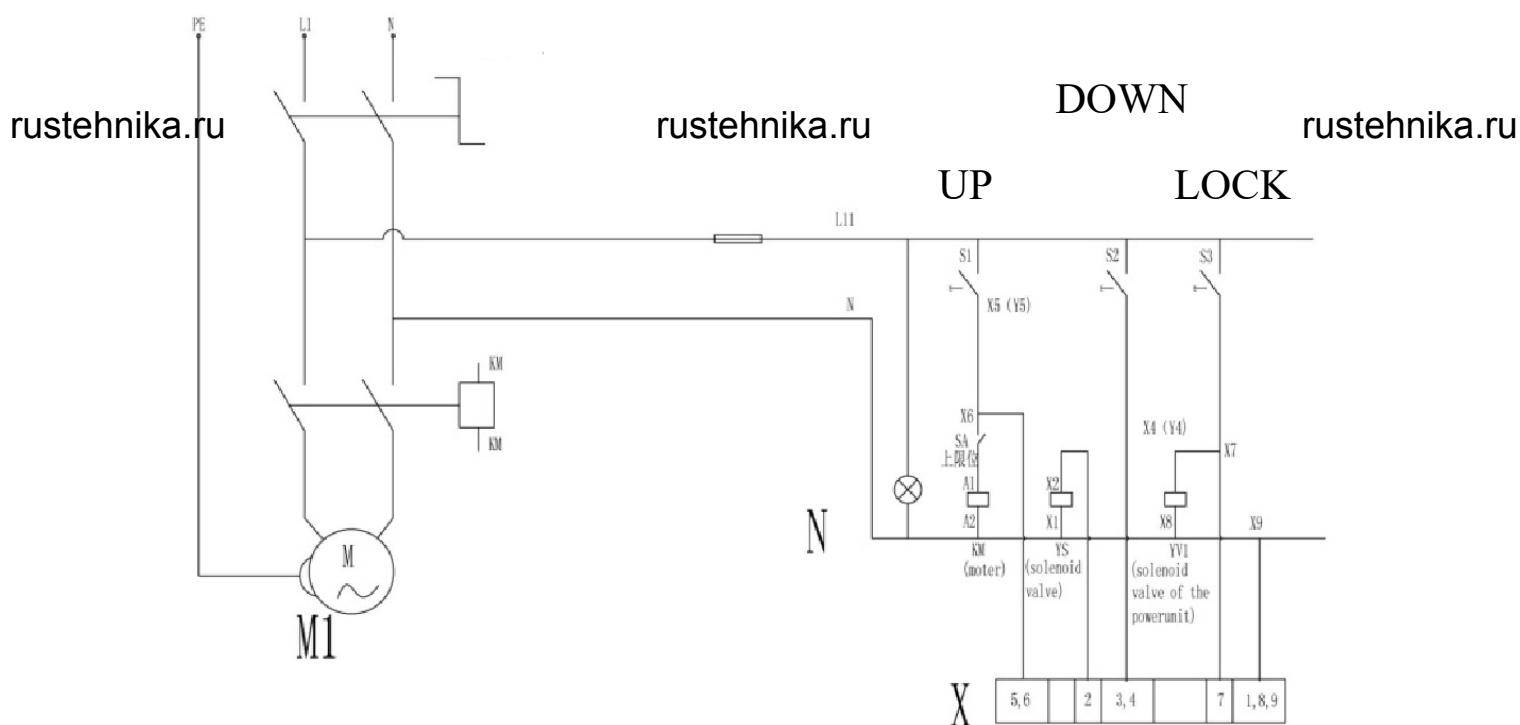 PE
L1
N
rustehnika.ru
rustehnika.ru
rustehnika.ru
DOWN
UP
LOCK
L11
S1
S2
S3
X5 (Y5)
N
KM
KM
X6
SA
上限位
X4 (Y4)
X7
A1
X2
A2
X1
X8
X9
N
KM
(moter)
YS
(solenoid
valve)
YV1
(solenoid
valve of the
powerunit)
M
M1
X
5,6
2
3,4
7
1,8,9